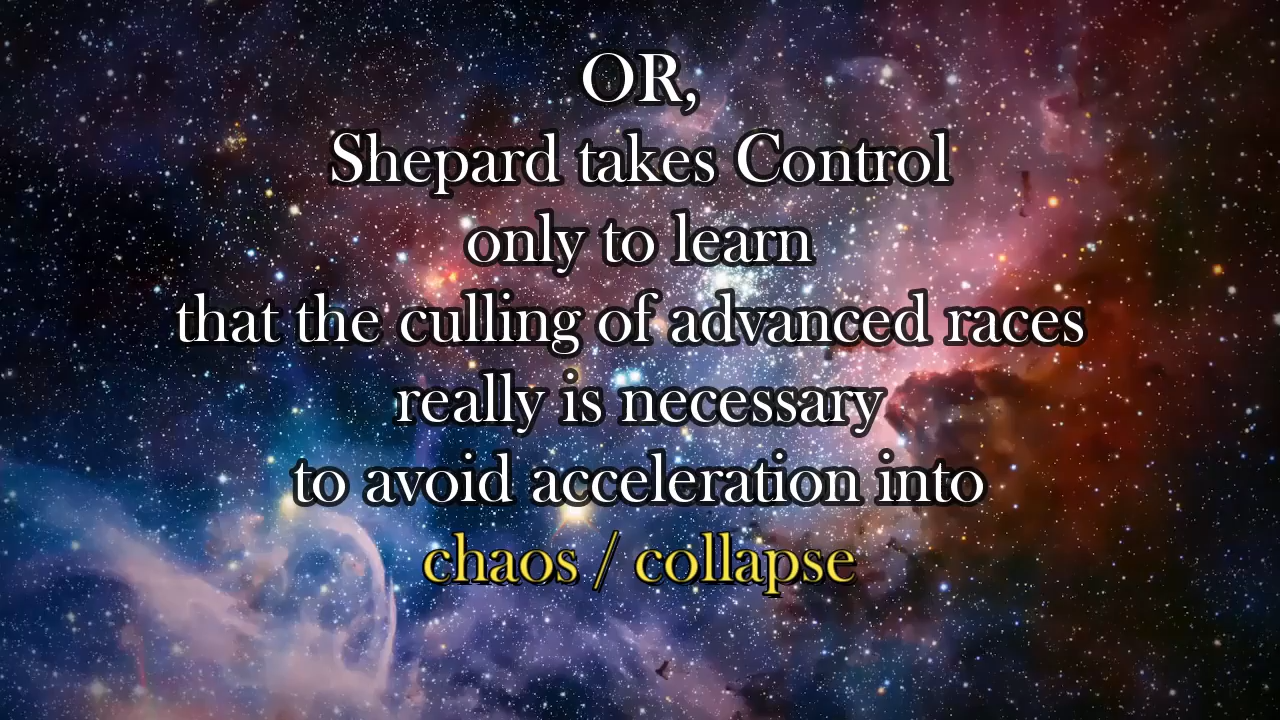 OR,
Shepard takes Control
only to learn
that the culling of advanced races
really is necessary
to avoid acceleration into
chaos / collapse